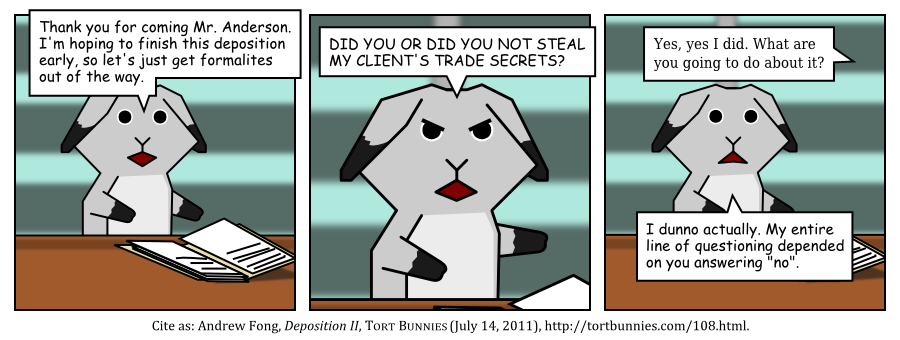 Thank you for coming Mr. Anderson.
I'm hoping to finish this deposition
early, so let's just get formalites
out of the way.
DID YOU OR DID YOU NOT STEAL
MY CLIENT'S TRADE SECRETS?
Yes, yes I did. What are
you going to do about it?
I dunno actually. My entire
line of questioning depended
on you answering "no".
Cite as: Andrew Fong, Deposition II, TORT BUNNIES (July 14, 2011), http://tortbunnies.com/108.html.